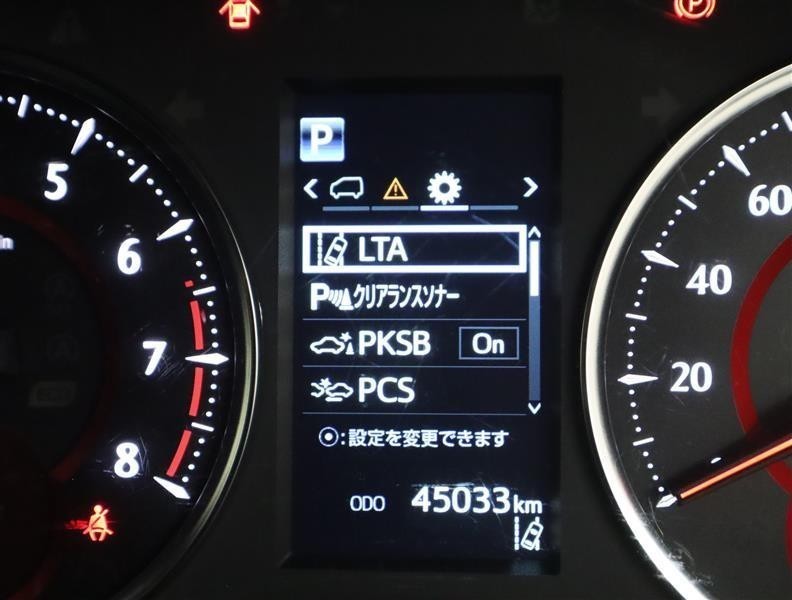 P
LTA
Pクリアランスソナー
PKSB On
PCS
:設定を変更できます
ODO 45033km
5
6
7
8
60
40
20